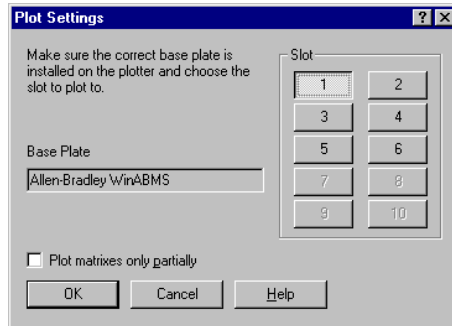 Plot Settings
Make sure the correct base plate is
installed on the plotter and choose the
slot to plot to.
Base Plate
Allen-Bradley WinABMS
Slot
1 2
3 4
5 6
7 8
9 10
Plot matrixes only partially
OK Cancel Help